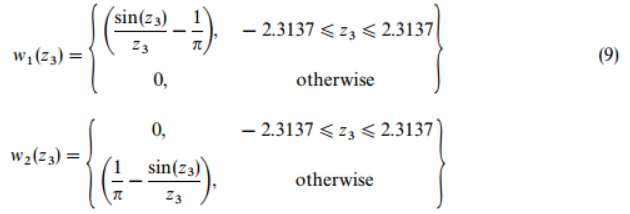 w₁(z₃) = { (sin(z₃)/z₃ − 1/π), − 2.3137 ⩽ z₃ ⩽ 2.3137
0, otherwise } (9)
w₂(z₃) = { 0, − 2.3137 ⩽ z₃ ⩽ 2.3137
(1/π − sin(z₃)/z₃), otherwise }